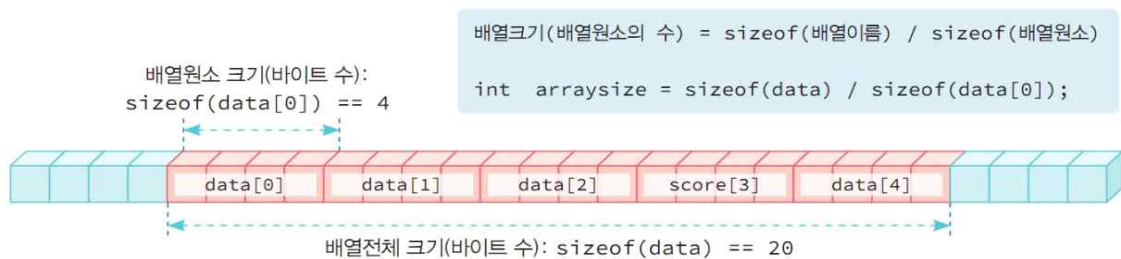 배열크기(배열원소의 수) = sizeof(배열이름) / sizeof(배열원소)
int arraysize = sizeof(data) / sizeof(data[0]);
배열원소 크기(바이트 수):
sizeof(data[0]) == 4
data[0] data[1] data[2] score[3] data[4]
배열전체 크기(바이트 수): sizeof(data) == 20